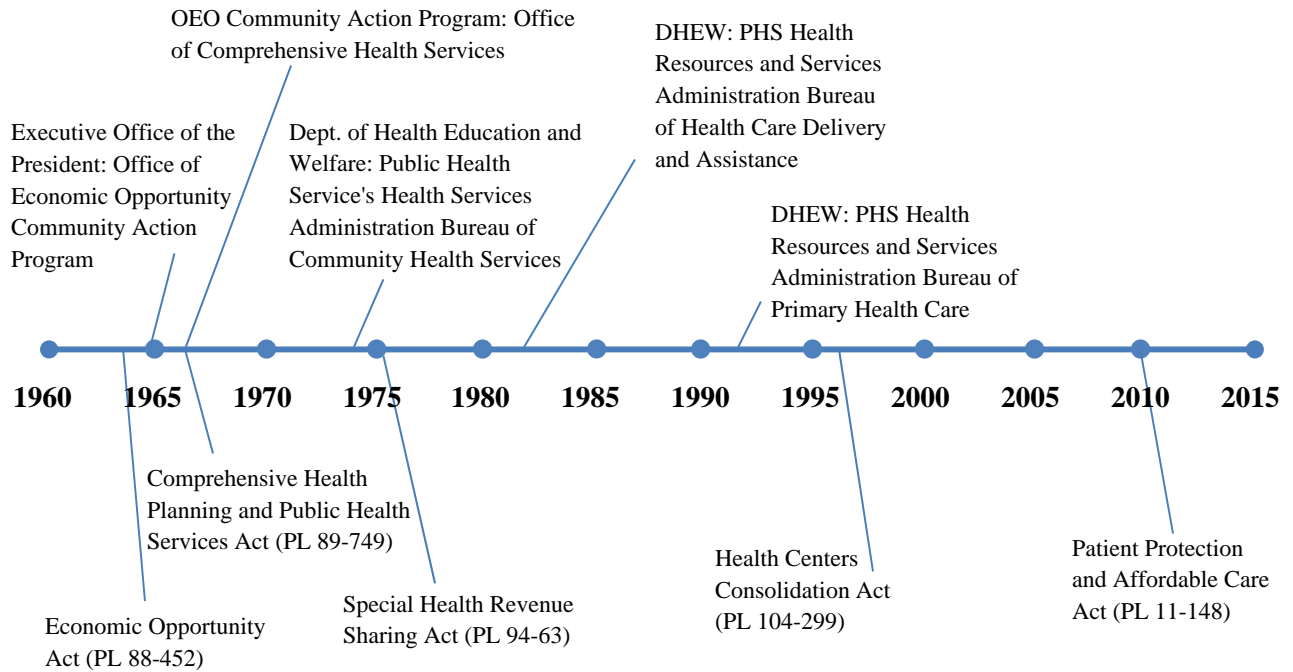 OEO Community Action Program: Office
of Comprehensive Health Services
DHEW: PHS Health
Resources and Services
Administration Bureau
of Health Care Delivery
and Assistance
Executive Office of the
President: Office of
Economic Opportunity
Community Action
Program
Dept. of Health Education and
Welfare: Public Health
Service's Health Services
Administration Bureau of
Community Health Services
DHEW: PHS Health
Resources and Services
Administration Bureau of
Primary Health Care
1960 1965 1970 1975 1980 1985 1990 1995 2000 2005 2010 2015
Comprehensive Health
Planning and Public Health
Services Act (PL 89-749)
Economic Opportunity
Act (PL 88-452)
Special Health Revenue
Sharing Act (PL 94-63)
Health Centers
Consolidation Act
(PL 104-299)
Patient Protection
and Affordable Care
Act (PL 11-148)